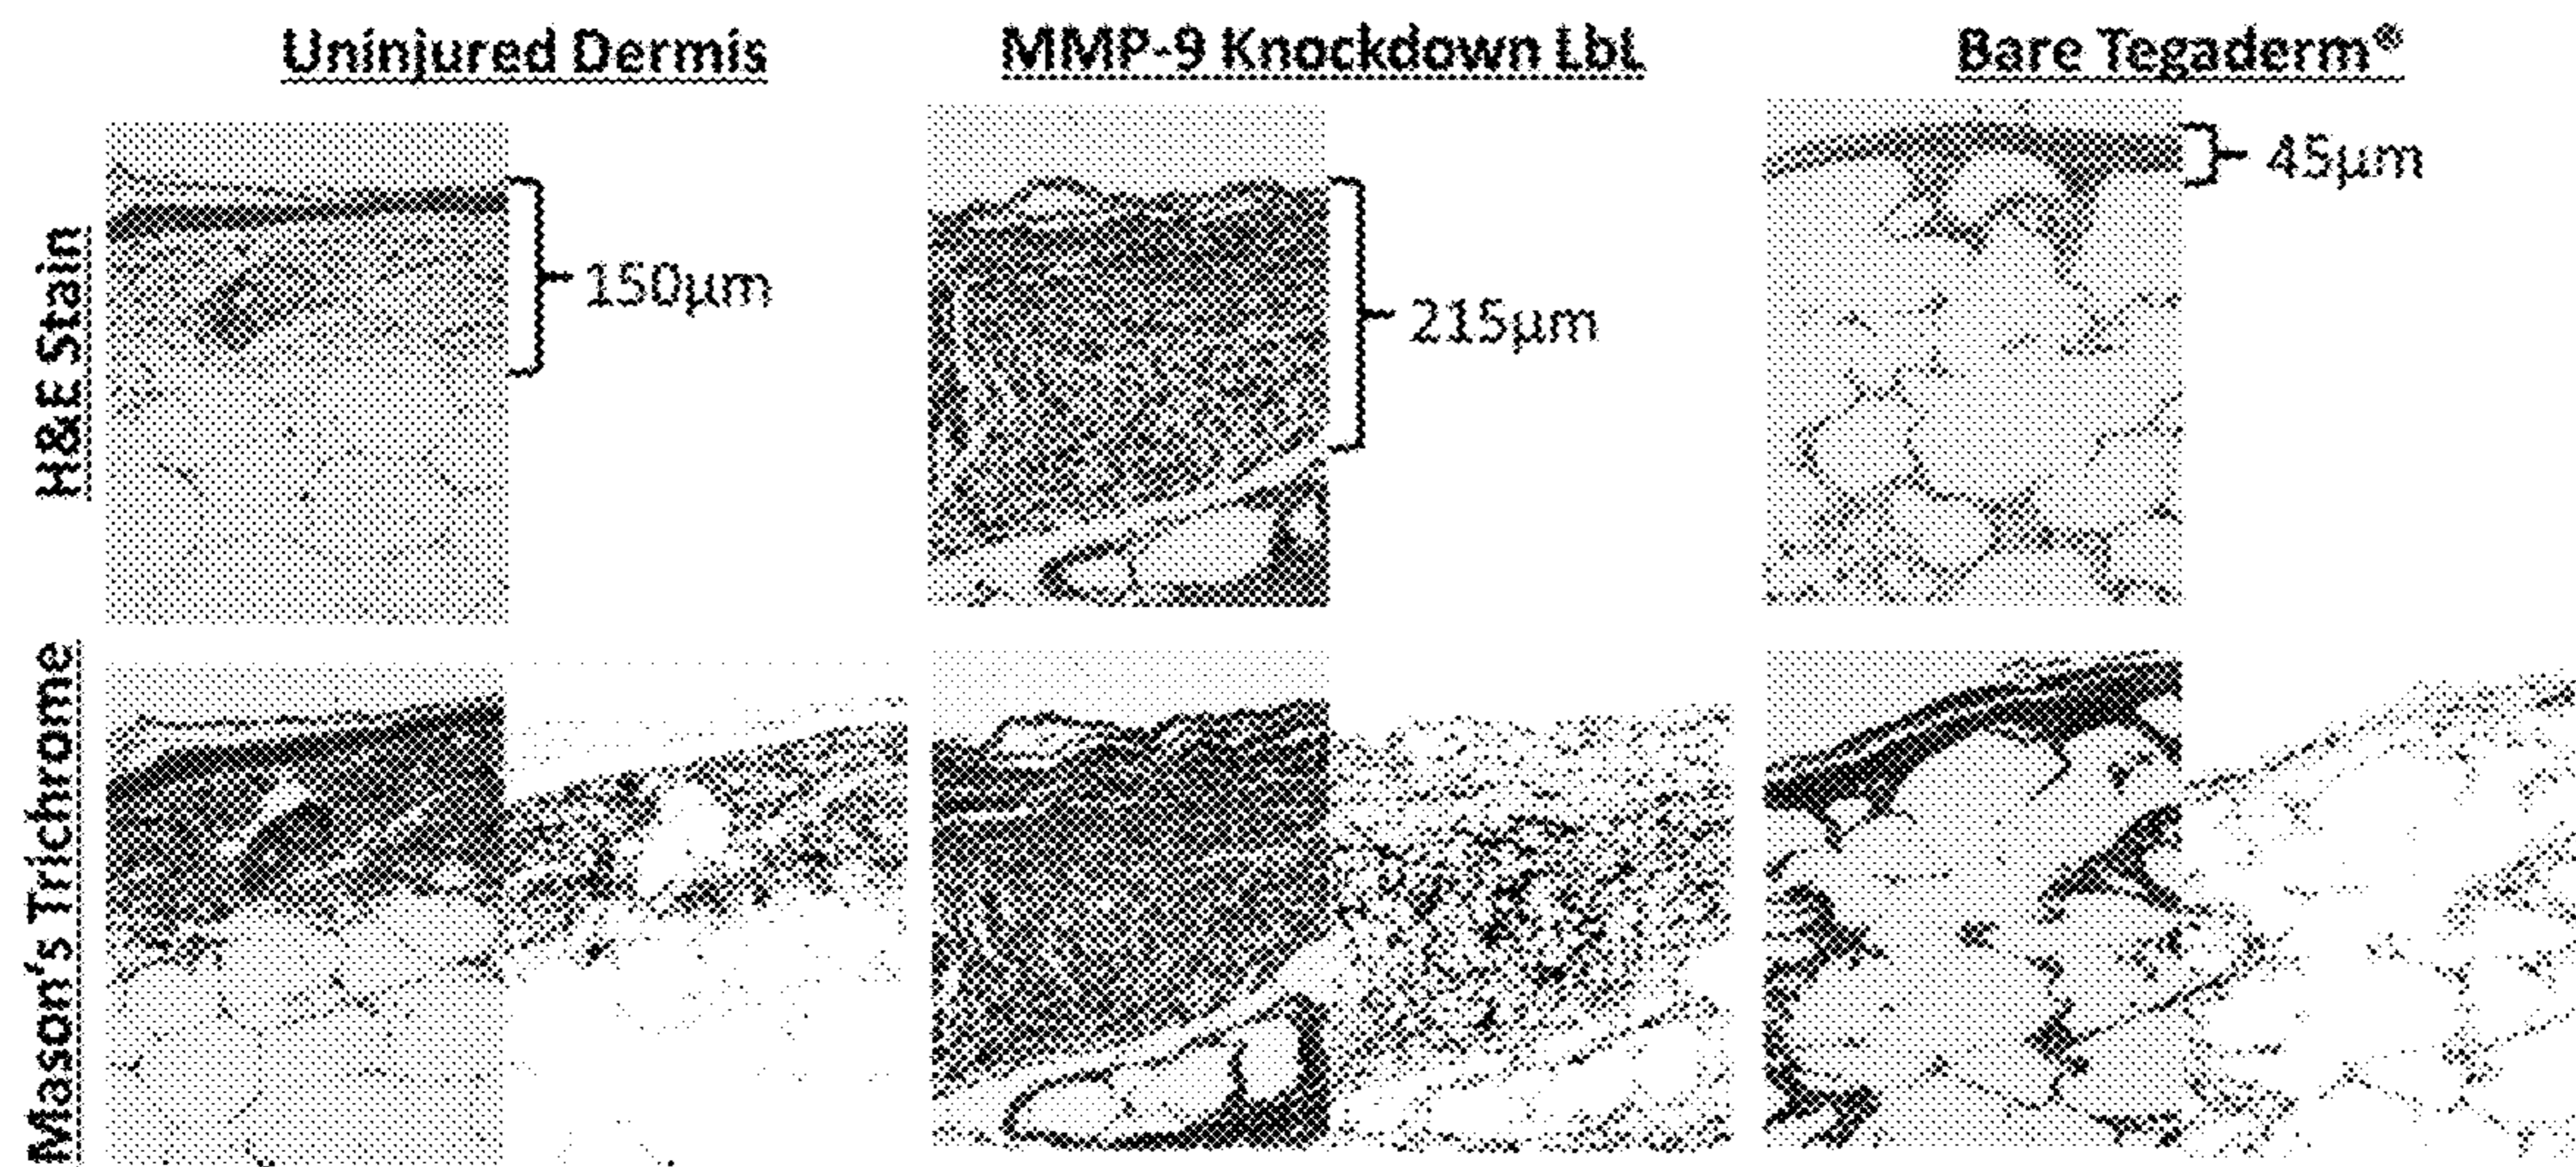 Uninjured Dermis
MMP-9 Knockdown LbL
Bare Tegaderm®
H&E Stain
150µm
215µm
45µm
Mason's Trichrome